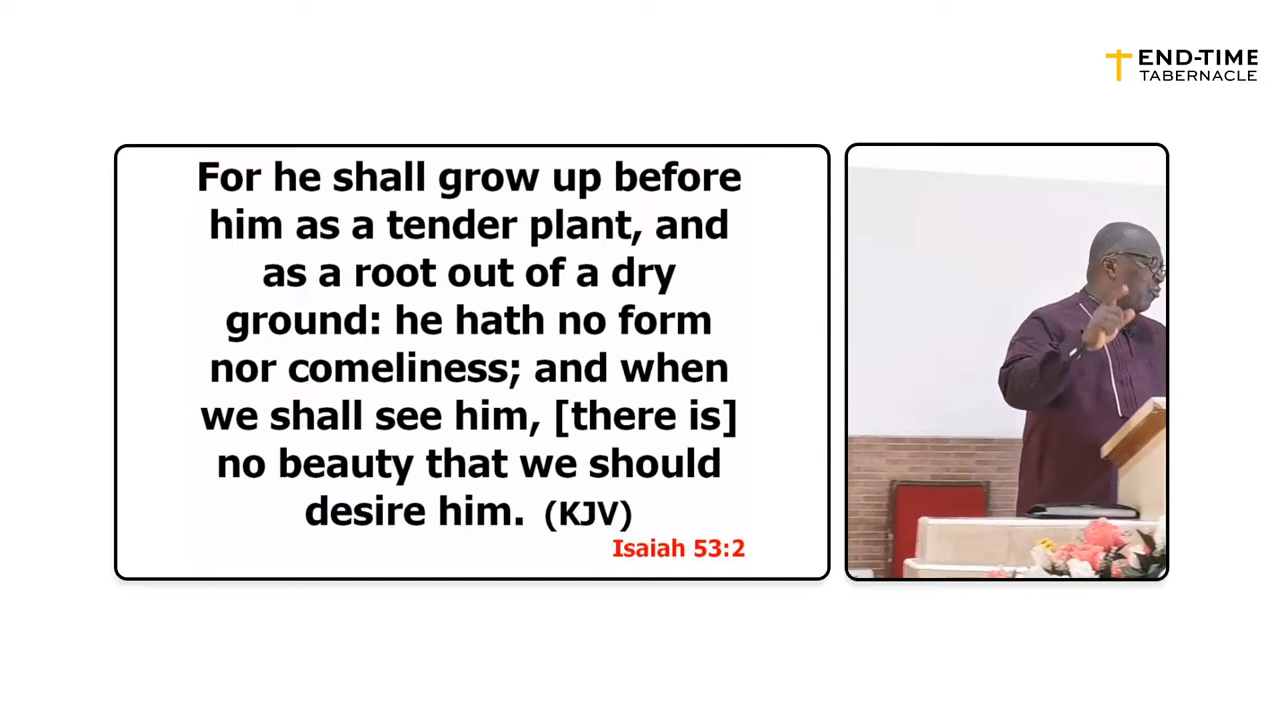 END-TIME
TABERNACLE
For he shall grow up before
him as a tender plant, and
as a root out of a dry
ground: he hath no form
nor comeliness; and when
we shall see him, [there is]
no beauty that we should
desire him. (KJV)
Isaiah 53:2